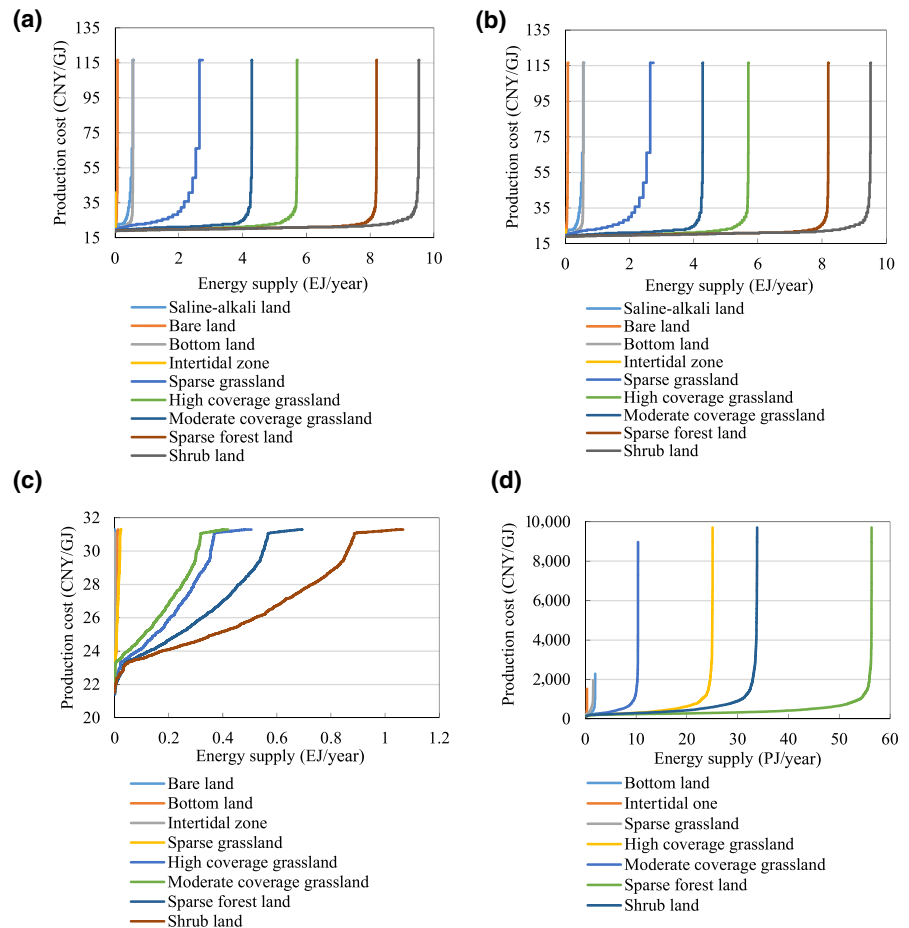 (a)
135
115
95
75
55
35
15
Production cost (CNY/GJ)
0 2 4 6 8 10
Energy supply (EJ/year)
Saline-alkali land
Bare land
Bottom land
Intertidal zone
Sparse grassland
High coverage grassland
Moderate coverage grassland
Sparse forest land
Shrub land
(b)
135
115
95
75
55
35
15
Production cost (CNY/GJ)
0 2 4 6 8 10
Energy supply (EJ/year)
Saline-alkali land
Bare land
Bottom land
Intertidal zone
Sparse grassland
High coverage grassland
Moderate coverage grassland
Sparse forest land
Shrub land
(c)
32
30
28
26
24
22
20
Production cost (CNY/GJ)
0 0.2 0.4 0.6 0.8 1 1.2
Energy supply (EJ/year)
Bare land
Bottom land
Intertidal zone
Sparse grassland
High coverage grassland
Moderate coverage grassland
Sparse forest land
Shrub land
(d)
10,000
8,000
6,000
4,000
2,000
0
Production cost (CNY/GJ)
0 10 20 30 40 50 60
Energy supply (PJ/year)
Bottom land
Intertidal one
Sparse grassland
High coverage grassland
Moderate coverage grassland
Sparse forest land
Shrub land